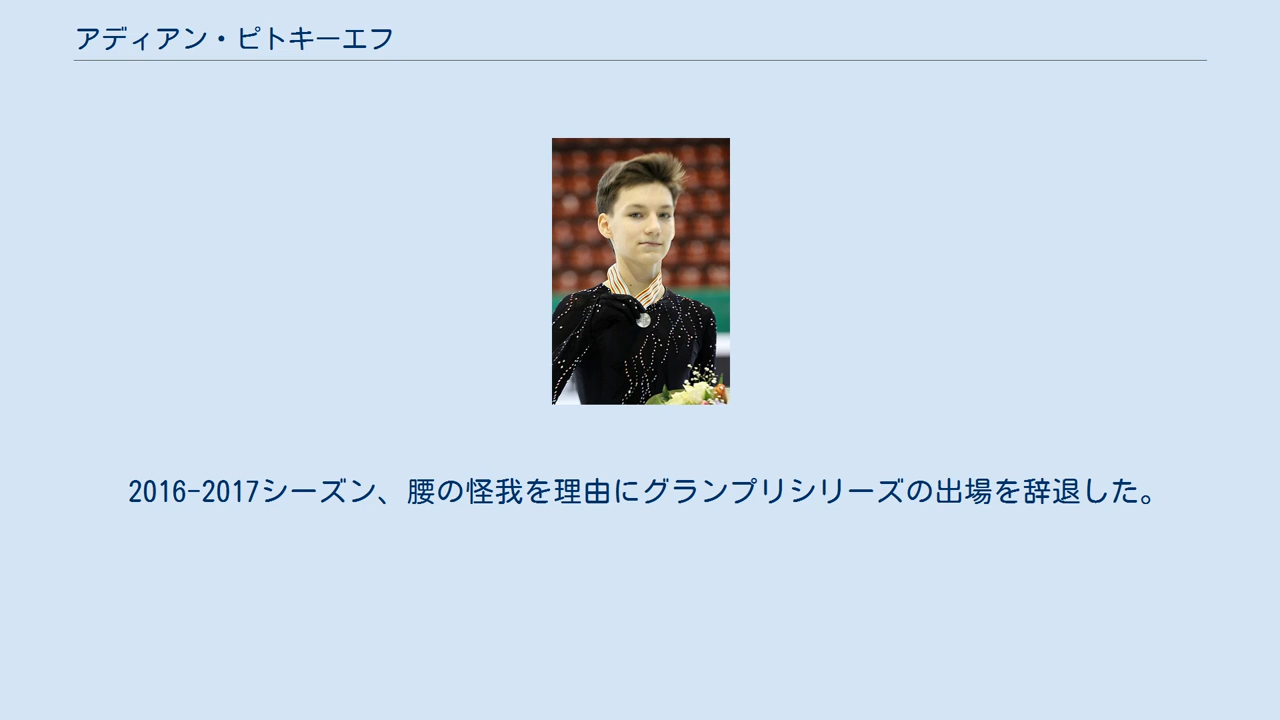 アディアン・ピトキーエフ
2016-2017シーズン、腰の怪我を理由にグランプリシリーズの出場を辞退した。